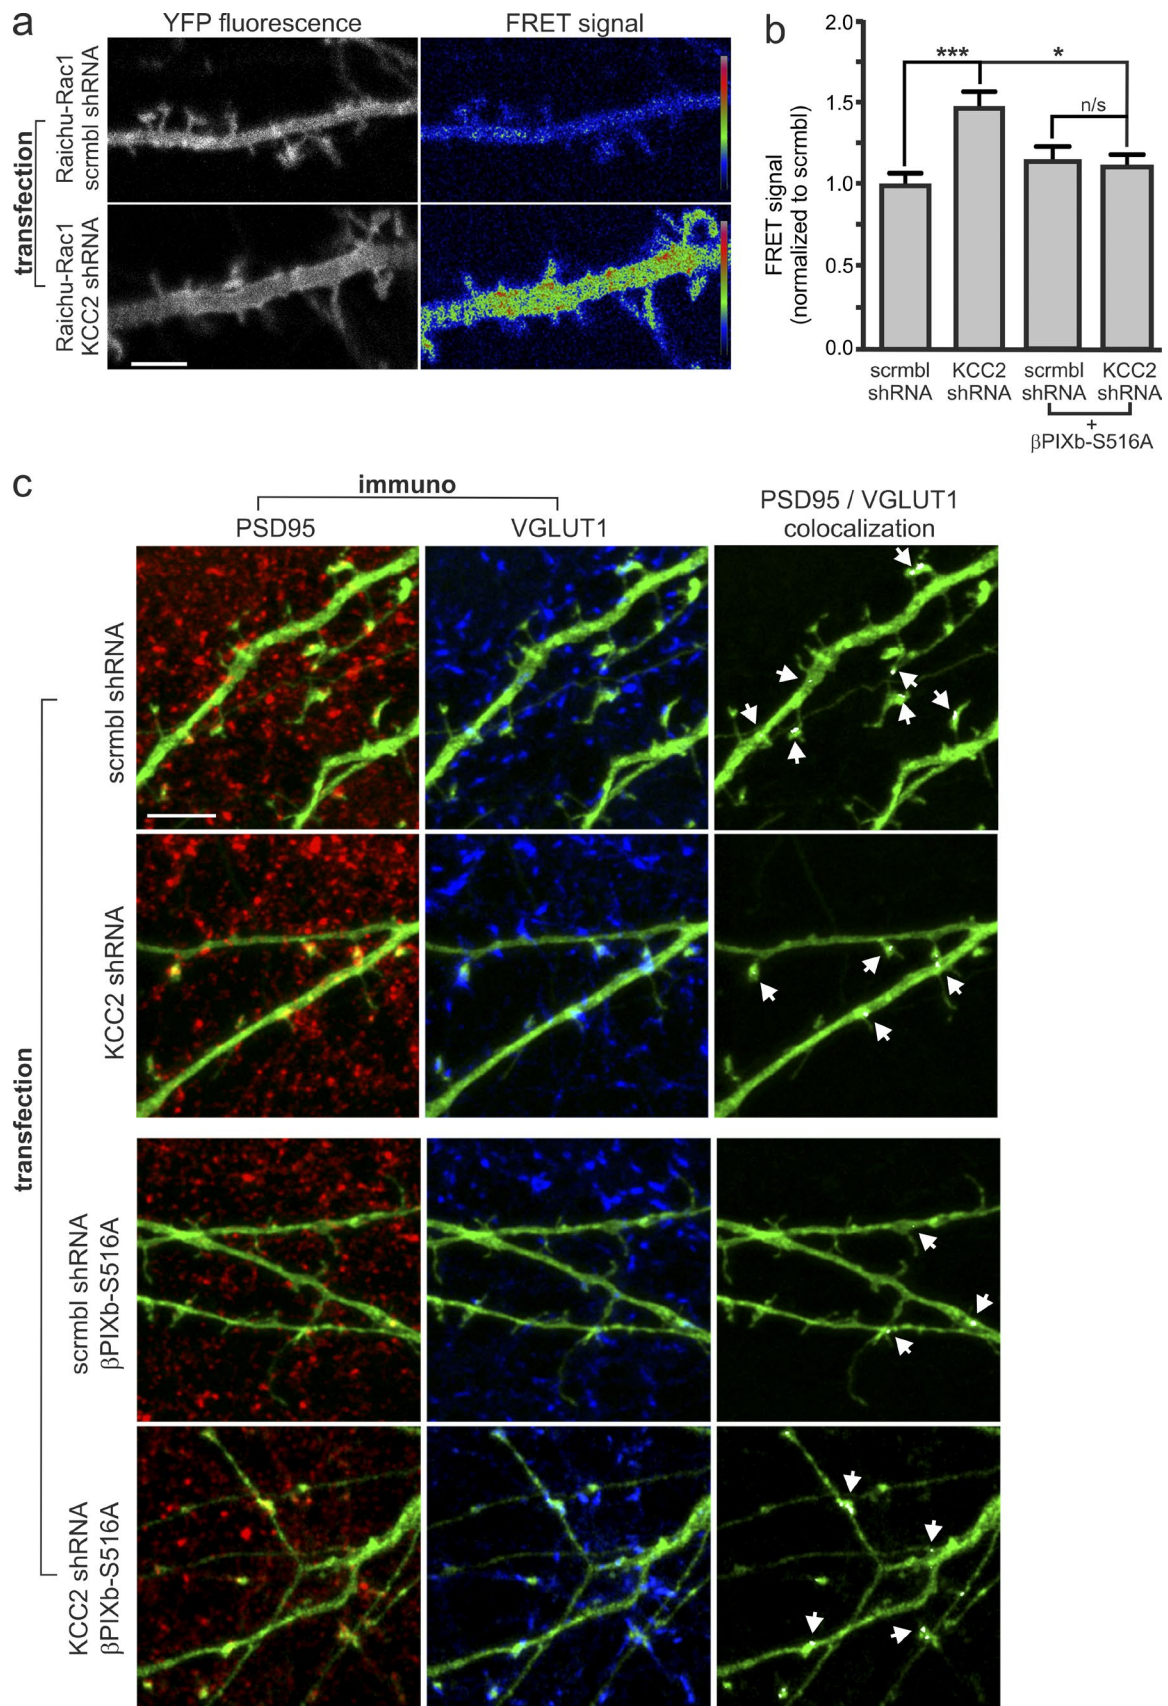 a
YFP fluorescence
FRET signal
transfection
Raichu-Rac1
scrmbl shRNA
Raichu-Rac1
KCC2 shRNA
b
FRET signal
(normalized to scrmbl)
2.0
1.5
1.0
0.5
0.0
***
*
n/s
scrmbl
shRNA
KCC2
shRNA
scrmbl
shRNA
KCC2
shRNA
+
βPIXb-S516A
c
immuno
PSD95
VGLUT1
PSD95 / VGLUT1
colocalization
transfection
scrmbl shRNA
KCC2 shRNA
scrmbl shRNA
βPIXb-S516A
KCC2 shRNA
βPIXb-S516A